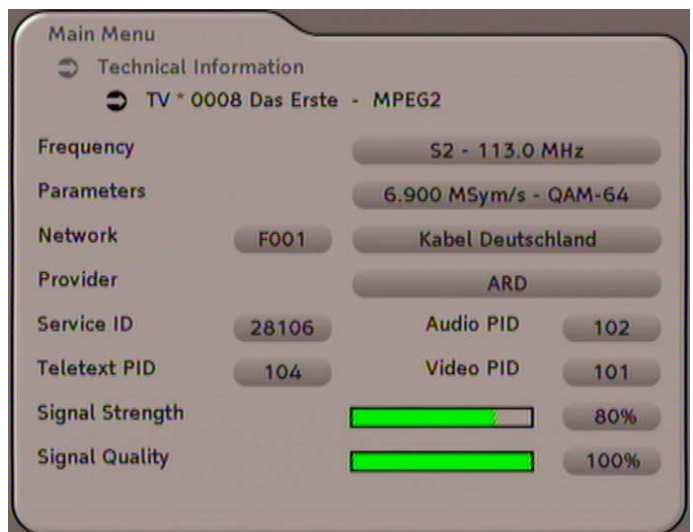 Main Menu
Technical Information
TV * 0008 Das Erste - MPEG2
Frequency S2 - 113.0 MHz
Parameters 6.900 MSym/s - QAM-64
Network F001 Kabel Deutschland
Provider ARD
Service ID 28106 Audio PID 102
Teletext PID 104 Video PID 101
Signal Strength 80%
Signal Quality 100%